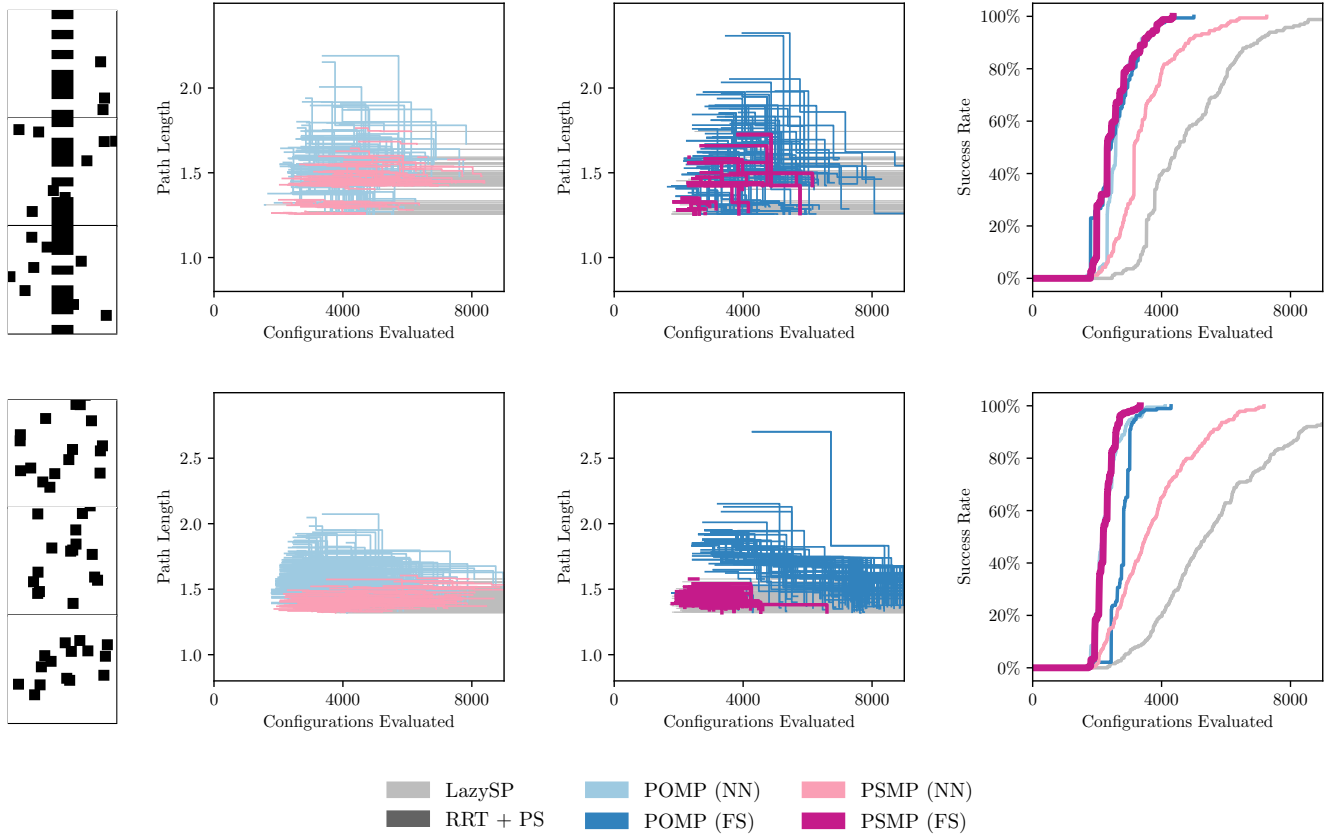 2.0
1.5
1.0
Path Length
0
4000
8000
Configurations Evaluated
2.0
1.5
1.0
Path Length
0
4000
8000
Configurations Evaluated
100%
80%
60%
40%
20%
0%
Success Rate
0
4000
8000
Configurations Evaluated
2.5
2.0
1.5
1.0
Path Length
0
4000
8000
Configurations Evaluated
2.5
2.0
1.5
1.0
Path Length
0
4000
8000
Configurations Evaluated
100%
80%
60%
40%
20%
0%
Success Rate
0
4000
8000
Configurations Evaluated
LazySP
RRT + PS
POMP (NN)
POMP (FS)
PSMP (NN)
PSMP (FS)